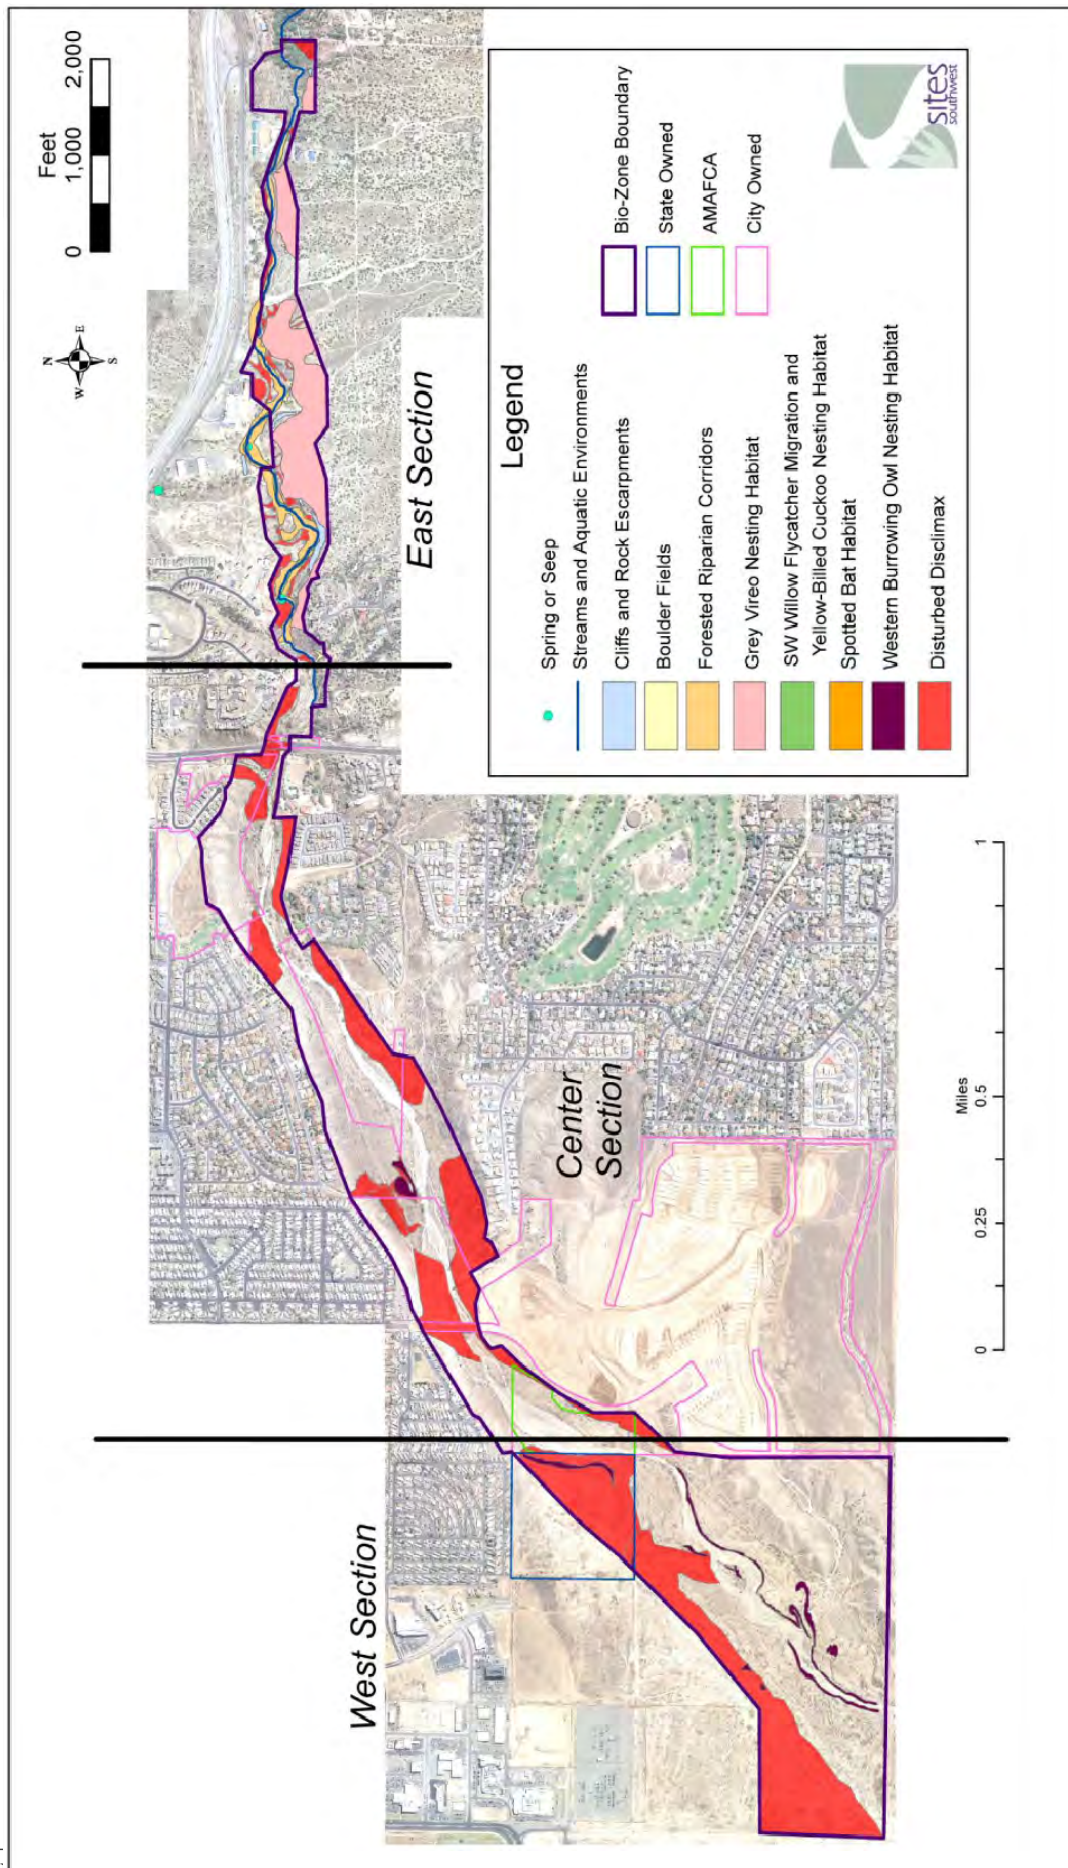 West Section
Center
Section
East Section
N
W
E
S
Feet
0
1,000
2,000
Legend
Spring or Seep
Streams and Aquatic Environments
Cliffs and Rock Escarpments
Boulder Fields
Forested Riparian Corridors
Grey Vireo Nesting Habitat
SW Willow Flycatcher Migration and
Yellow-Billed Cuckoo Nesting Habitat
Spotted Bat Habitat
Western Burrowing Owl Nesting Habitat
Disturbed Disclimax
Bio-Zone Boundary
State Owned
AMAFCA
City Owned
sites
southwest
Miles
0
0.25
0.5
1